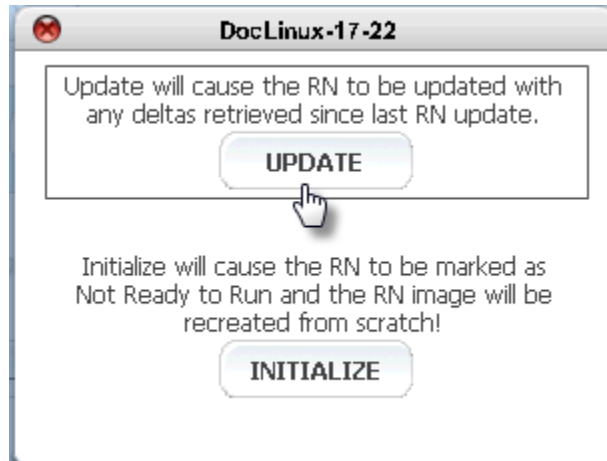 DocLinux-17-22
Update will cause the RN to be updated with
any deltas retrieved since last RN update.
UPDATE
Initialize will cause the RN to be marked as
Not Ready to Run and the RN image will be
recreated from scratch!
INITIALIZE